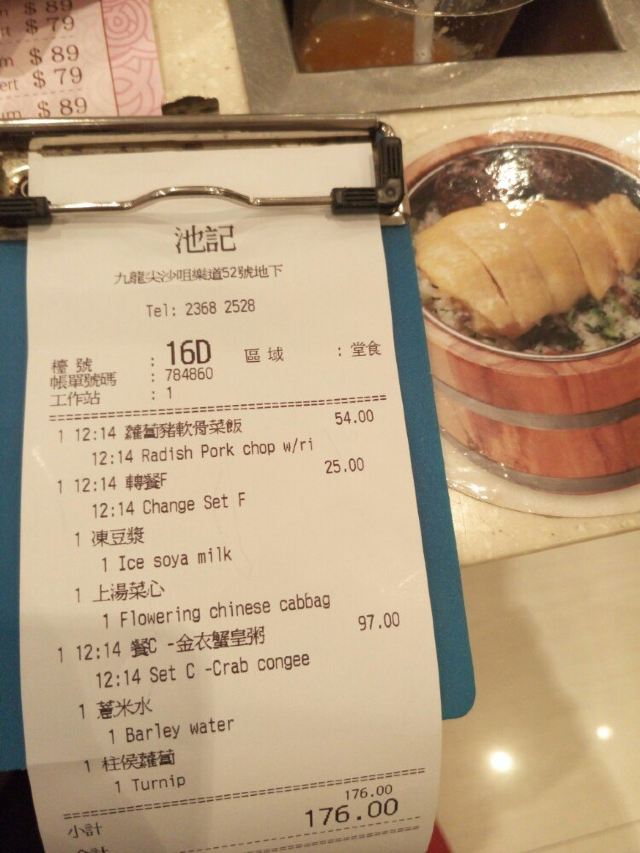 $ 89
$ 79
m $ 89
ert $ 79
um $ 89
池記
九龍尖沙咀樂道52號地下
Tel: 2368 2528
檯 號 : 16D 區 域 : 堂食
帳單號碼 : 784860
工作站 : 1
1 12:14 蘿蔔豬軟骨菜飯 54.00
12:14 Radish Pork chop w/ri
1 12:14 轉餐F 25.00
12:14 Change Set F
1 凍豆漿
1 Ice soya milk
1 上湯菜心
1 Flowering chinese cabbag
1 12:14 餐C -金衣蟹皇粥 97.00
12:14 Set C -Crab congee
1 薏米水
1 Barley water
1 柱侯蘿蔔
1 Turnip
176.00
小計 176.00